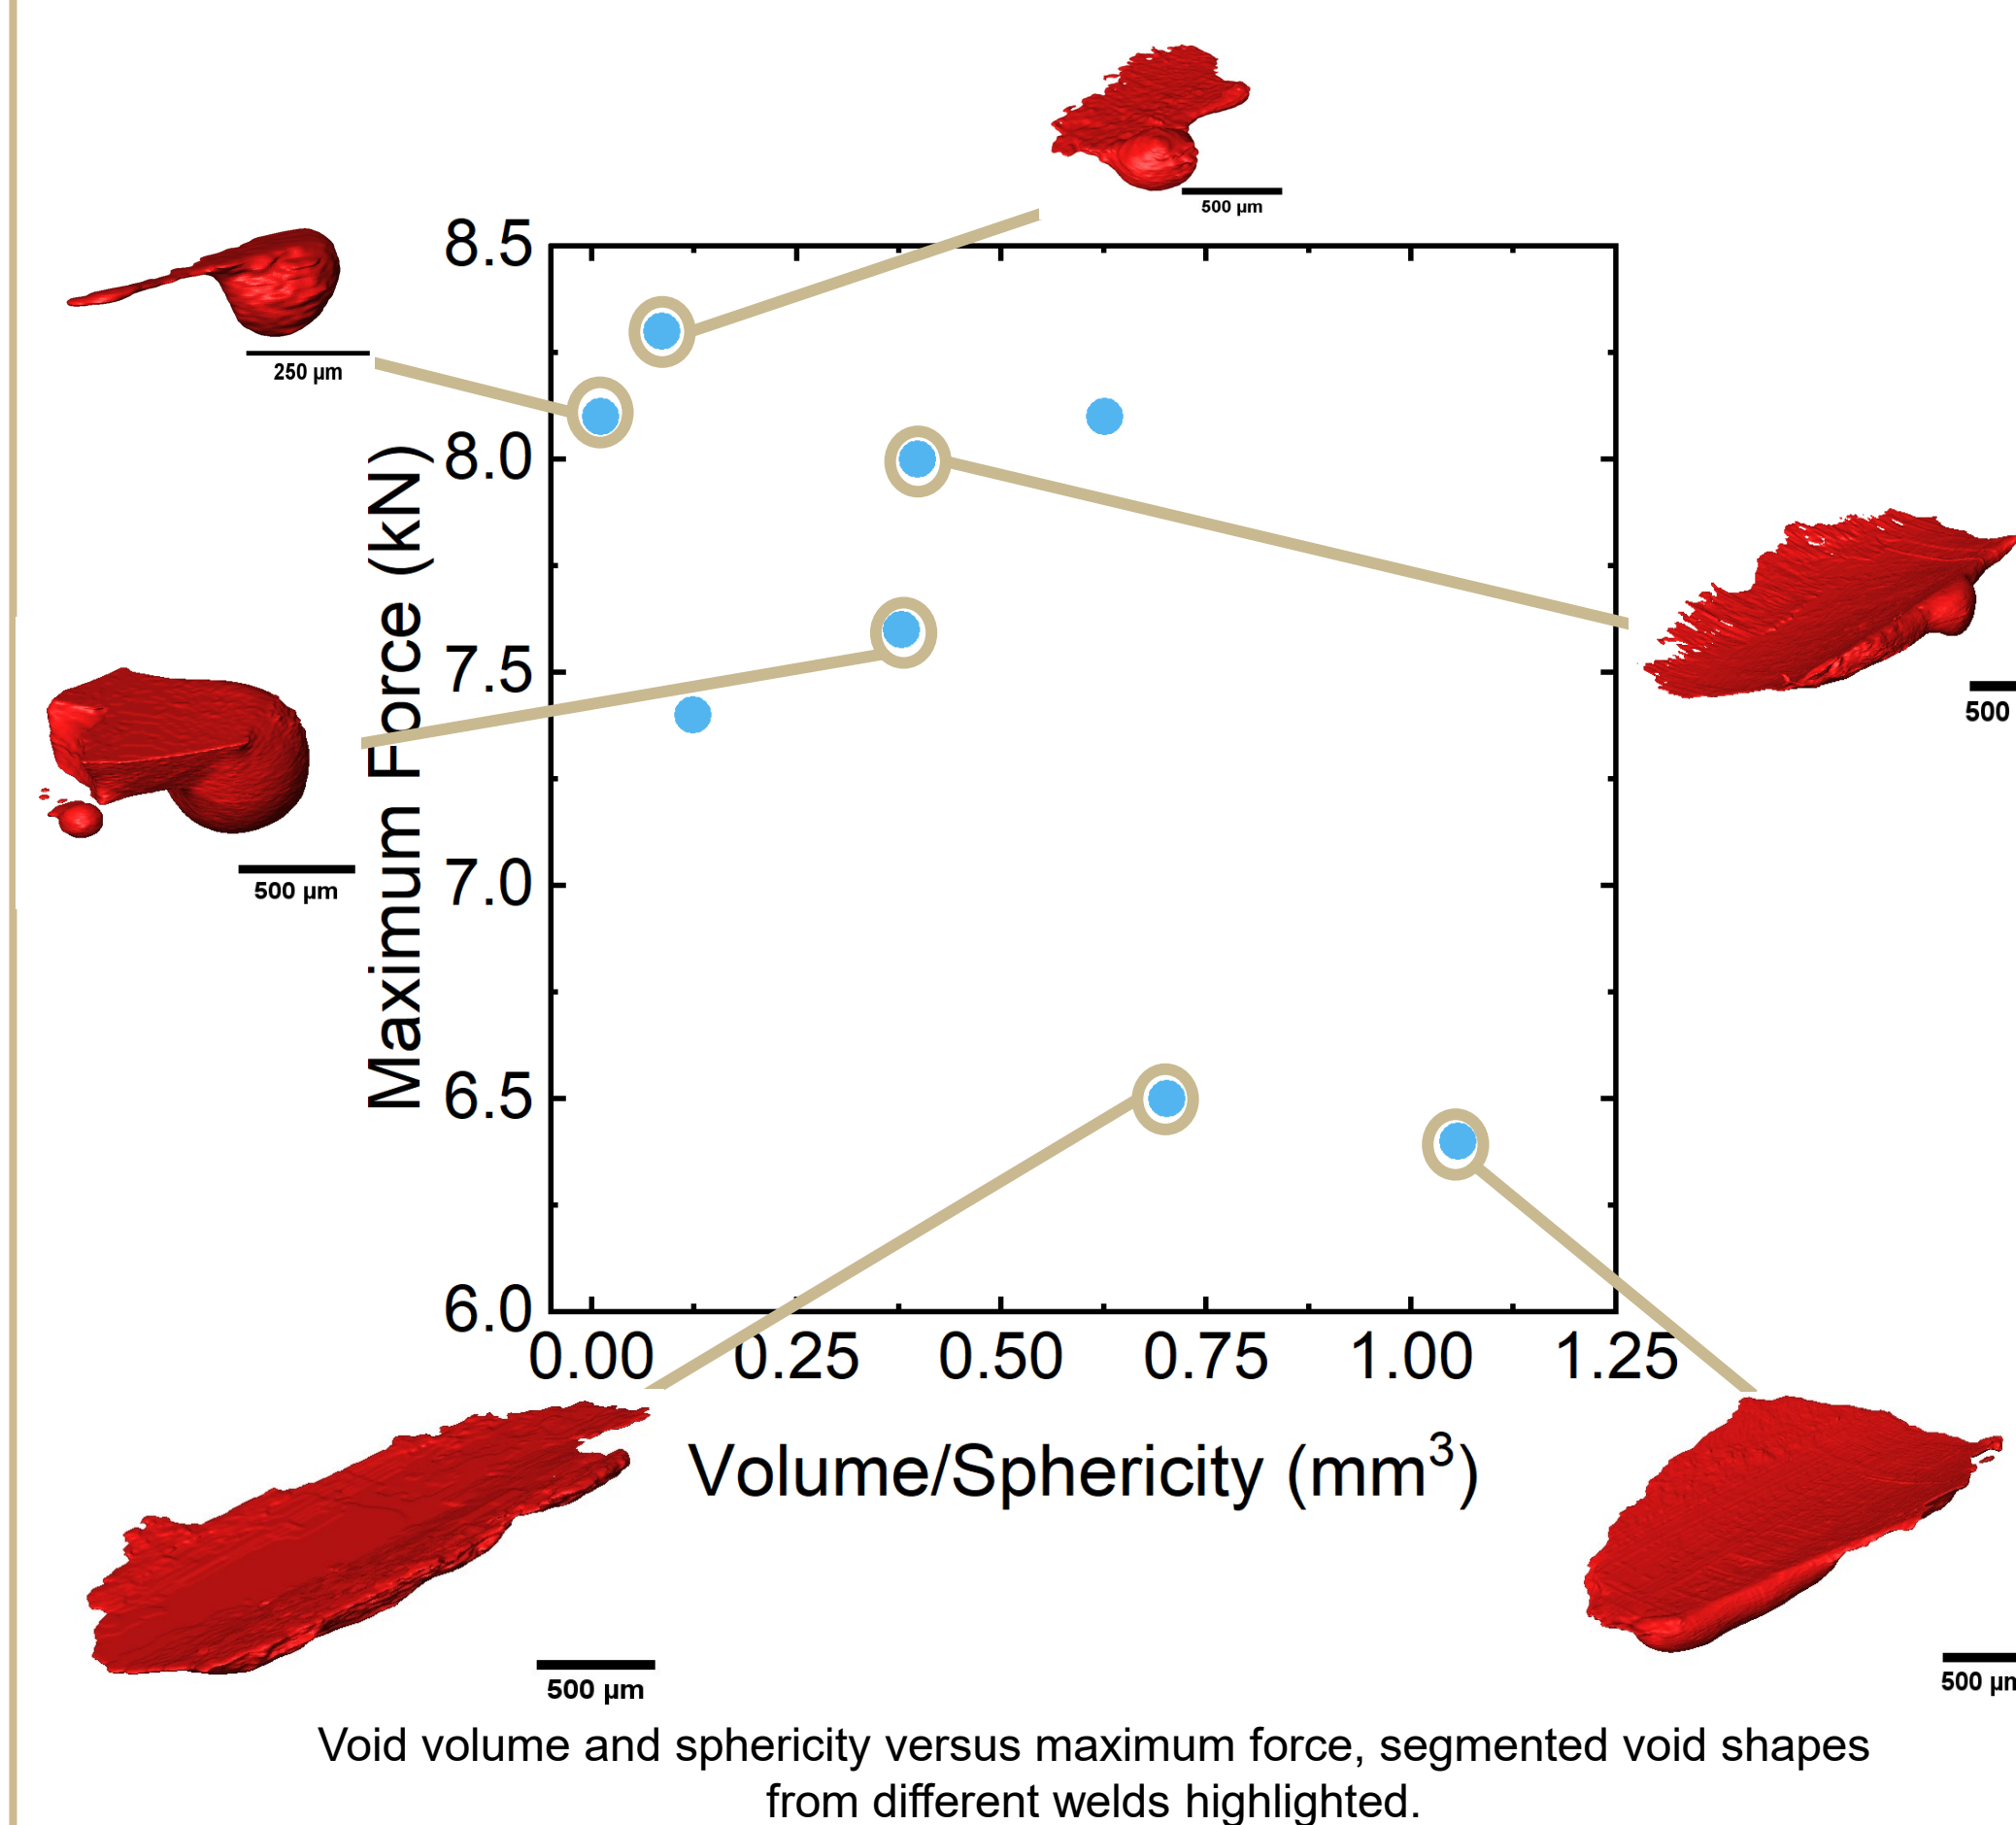 500 µm
8.5
250 µm
8.0
Maximum Force (kN)
7.5
500
7.0
500 µm
6.5
6.0
0.00 0.25 0.50 0.75 1.00 1.25
Volume/Sphericity (mm³)
500 µm
500 µm
Void volume and sphericity versus maximum force, segmented void shapes
from different welds highlighted.